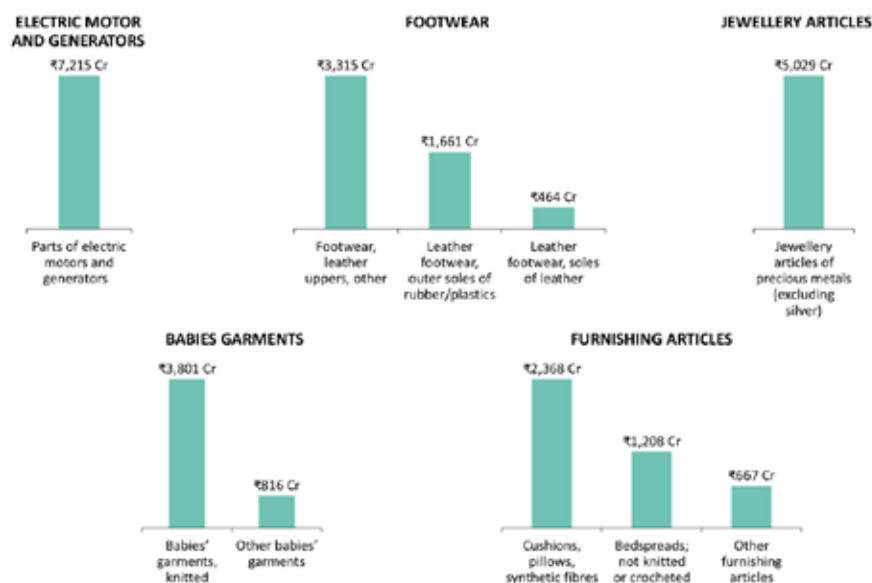 ELECTRIC MOTOR
AND GENERATORS
₹7,215 Cr
Parts of electric
motors and
generators
FOOTWEAR
₹3,315 Cr
₹1,661 Cr
₹464 Cr
Footwear,
leather
uppers, other
Leather
footwear,
outer soles of
rubber/plastics
Leather
footwear, soles
of leather
JEWELLERY ARTICLES
₹5,029 Cr
Jewellery
articles of
precious metals
(excluding
silver)
BABIES GARMENTS
₹3,801 Cr
₹816 Cr
Babies'
garments,
knitted
Other babies'
garments
FURNISHING ARTICLES
₹2,368 Cr
₹1,208 Cr
₹667 Cr
Cushions,
pillows,
synthetic fibres
Bedspreads;
not knitted
or crocheted
Other
furnishing
articles